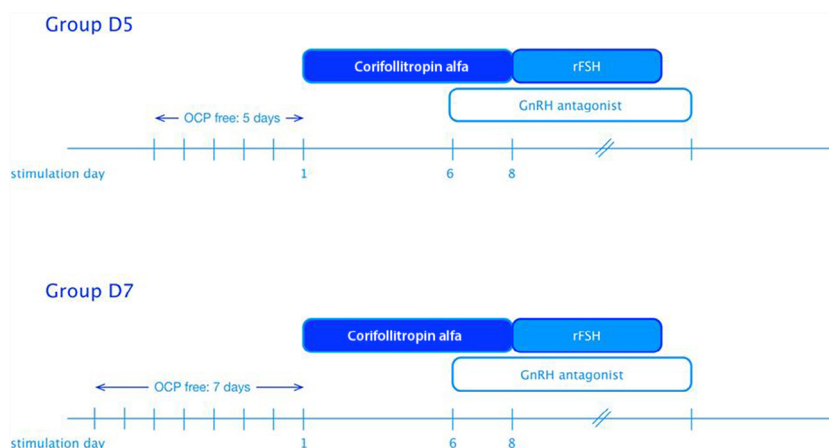 Group D5
Corifollitropin alfa rFSH
GnRH antagonist
OCP free: 5 days
stimulation day 1 6 8
Group D7
Corifollitropin alfa rFSH
GnRH antagonist
OCP free: 7 days
stimulation day 1 6 8